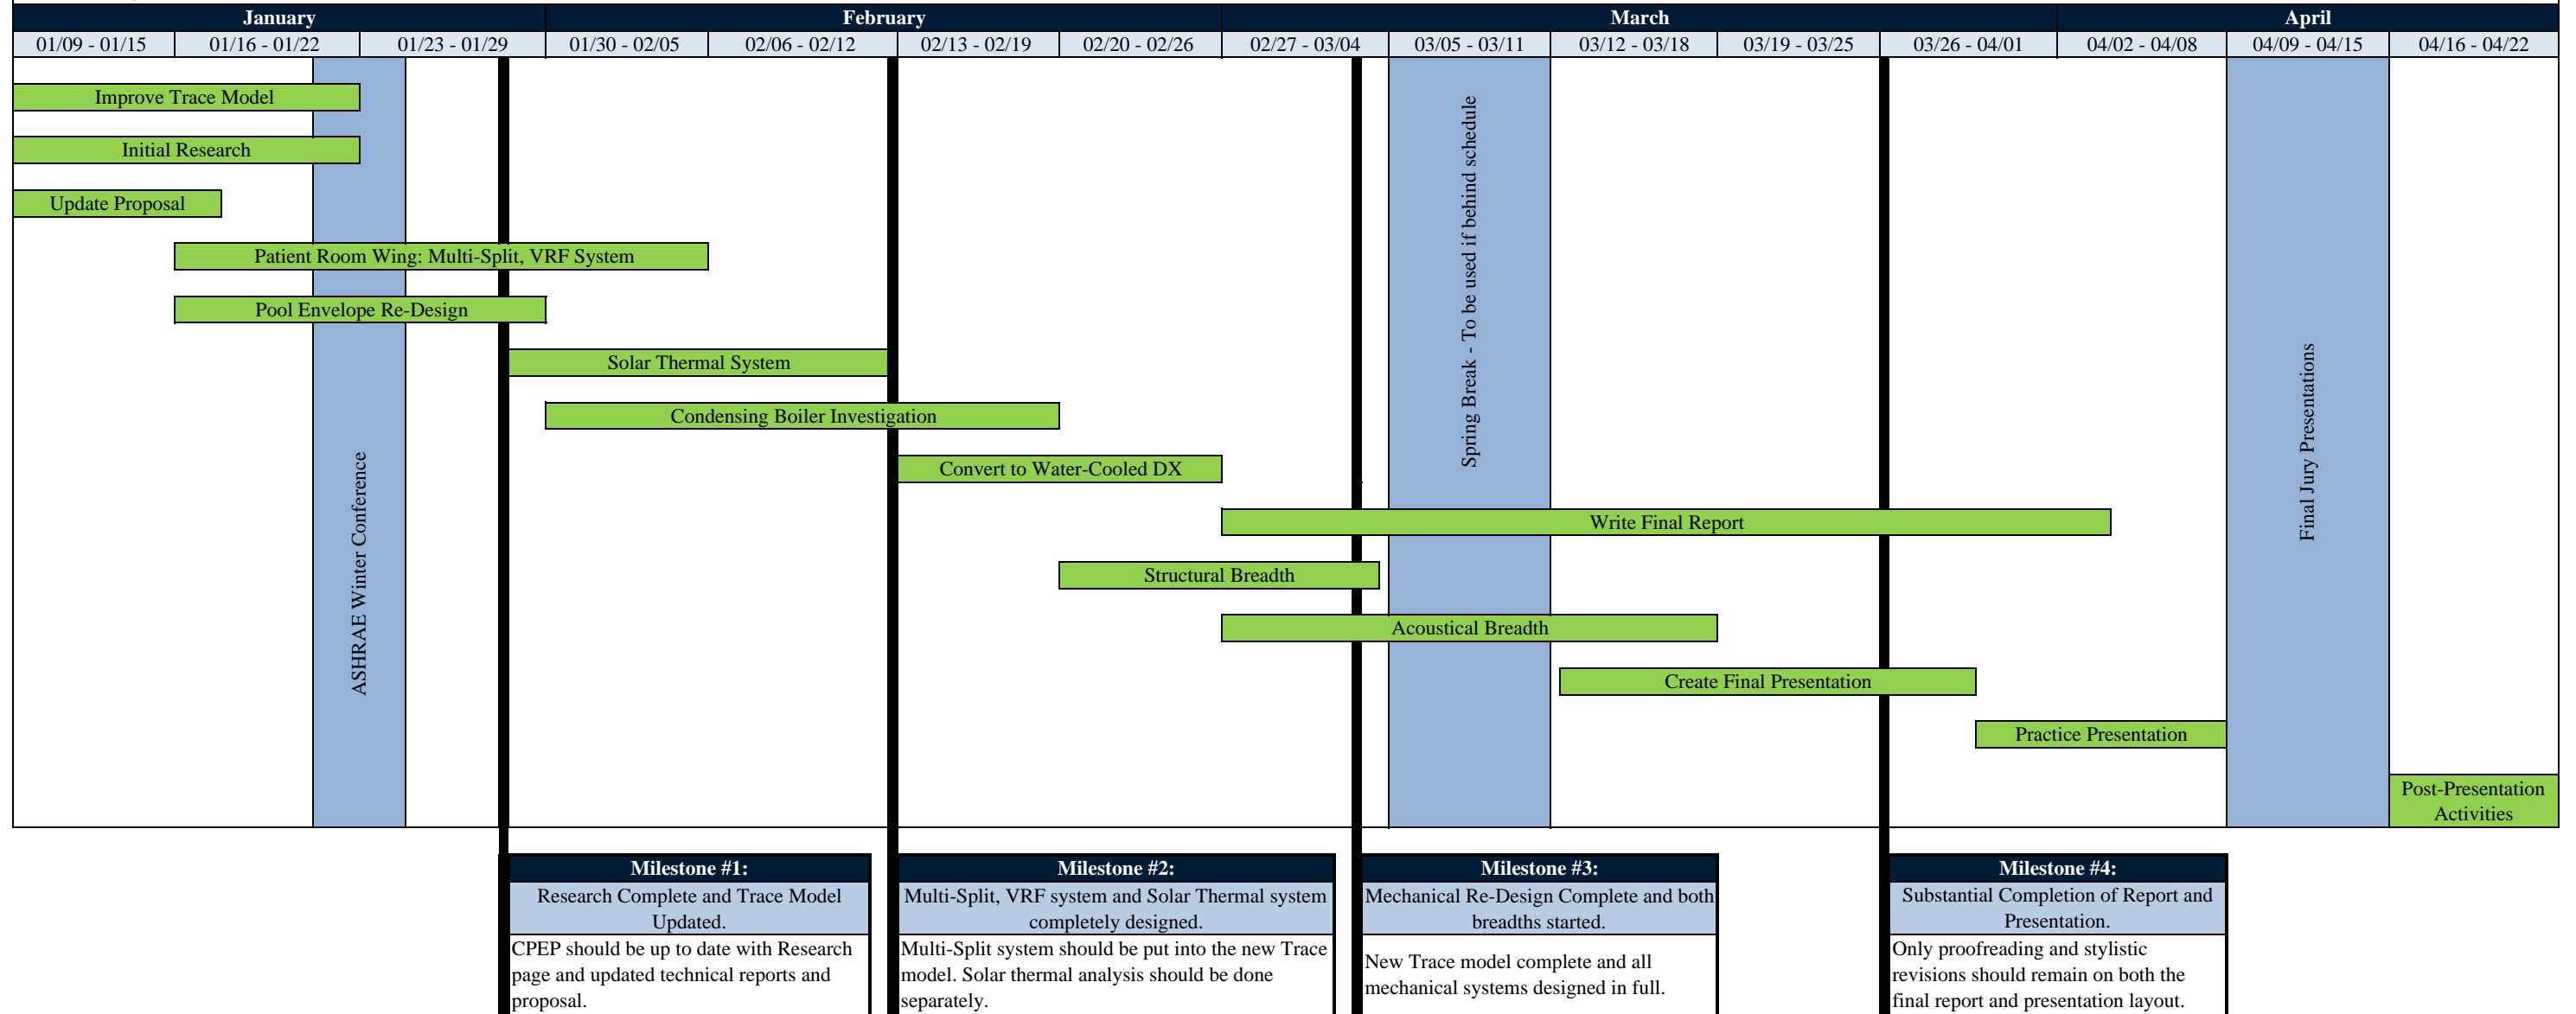 January February March April
01/09 - 01/15 01/16 - 01/22 01/23 - 01/29 01/30 - 02/05 02/06 - 02/12 02/13 - 02/19 02/20 - 02/26 02/27 - 03/04 03/05 - 03/11 03/12 - 03/18 03/19 - 03/25 03/26 - 04/01 04/02 - 04/08 04/09 - 04/15 04/16 - 04/22
Improve Trace Model
Initial Research
Update Proposal
Patient Room Wing: Multi-Split, VRF System
Pool Envelope Re-Design
Solar Thermal System
Condensing Boiler Investigation
Convert to Water-Cooled DX
Write Final Report
Structural Breadth
Acoustical Breadth
Create Final Presentation
Practice Presentation
Post-Presentation
Activities
ASHRAE Winter Conference
Spring Break - To be used if behind schedule
Final Jury Presentations
Milestone #1:
Research Complete and Trace Model
Updated.
CPEP should be up to date with Research
page and updated technical reports and
proposal.
Milestone #2:
Multi-Split, VRF system and Solar Thermal system
completely designed.
Multi-Split system should be put into the new Trace
model. Solar thermal analysis should be done
separately.
Milestone #3:
Mechanical Re-Design Complete and both
breadths started.
New Trace model complete and all
mechanical systems designed in full.
Milestone #4:
Substantial Completion of Report and
Presentation.
Only proofreading and stylistic
revisions should remain on both the
final report and presentation layout.